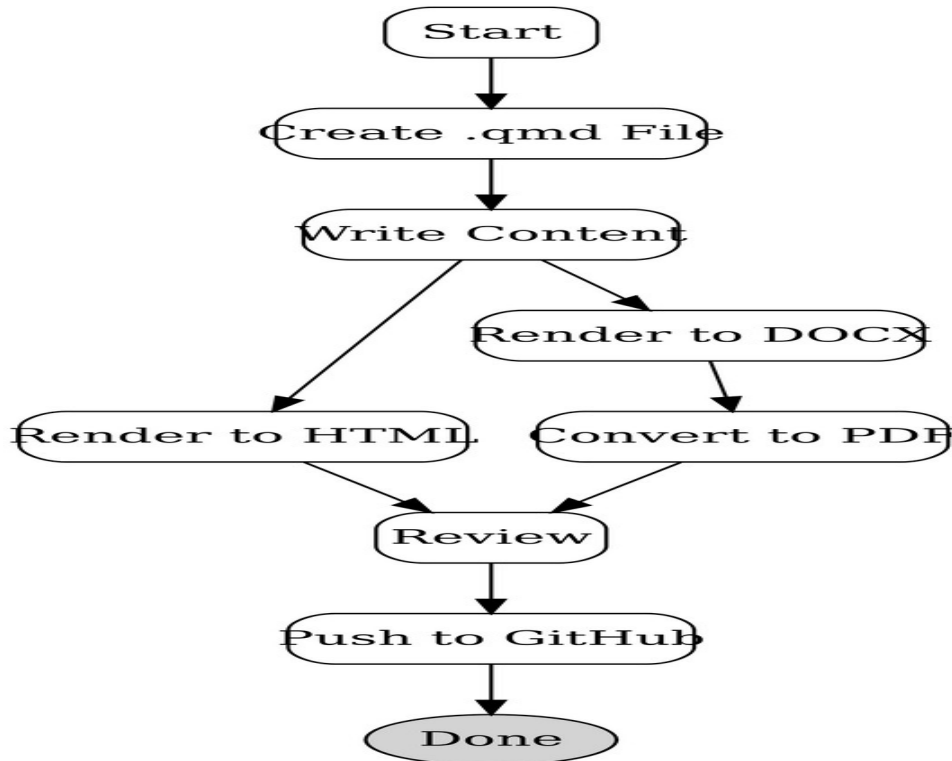 Start
Create .qmd File
Write Content
Render to DOCX
Render to HTML
Convert to PDF
Review
Push to GitHub
Done